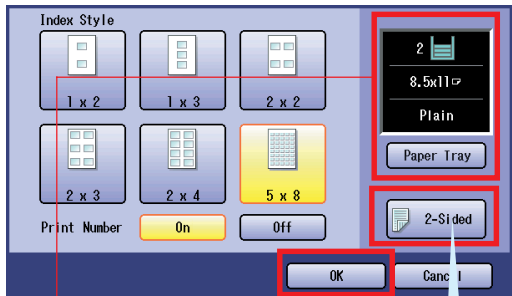 Index Style
1 x 2
1 x 3
2 x 2
2 x 3
2 x 4
5 x 8
Print Number
On
Off
2
8.5x11
Plain
Paper Tray
2-Sided
OK
Cancel